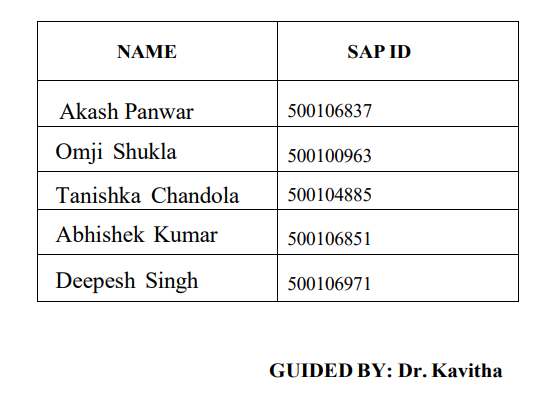 NAME SAP ID
Akash Panwar 500106837
Omji Shukla 500100963
Tanishka Chandola 500104885
Abhishek Kumar 500106851
Deepesh Singh 500106971
GUIDED BY: Dr. Kavitha